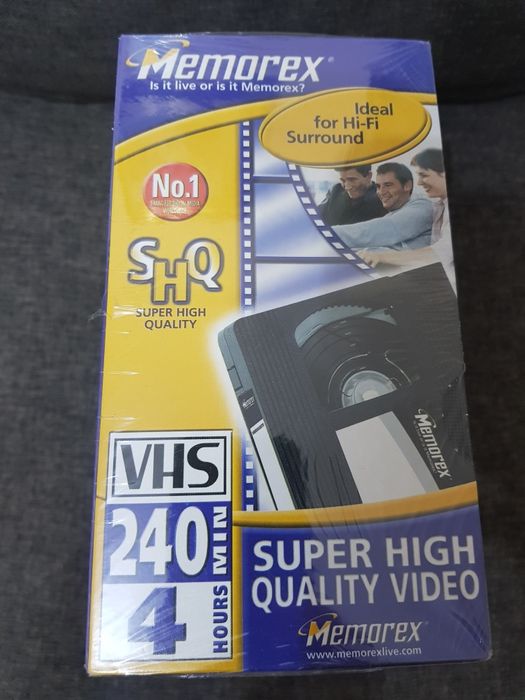 Memorex
Is it live or is it Memorex?
Ideal
for Hi-Fi
Surround
No.1
SHQ
SUPER HIGH
QUALITY
Memorex
VHS
240 MIN
4 HOURS
SUPER HIGH
QUALITY VIDEO
Memorex
www.memorexlive.com